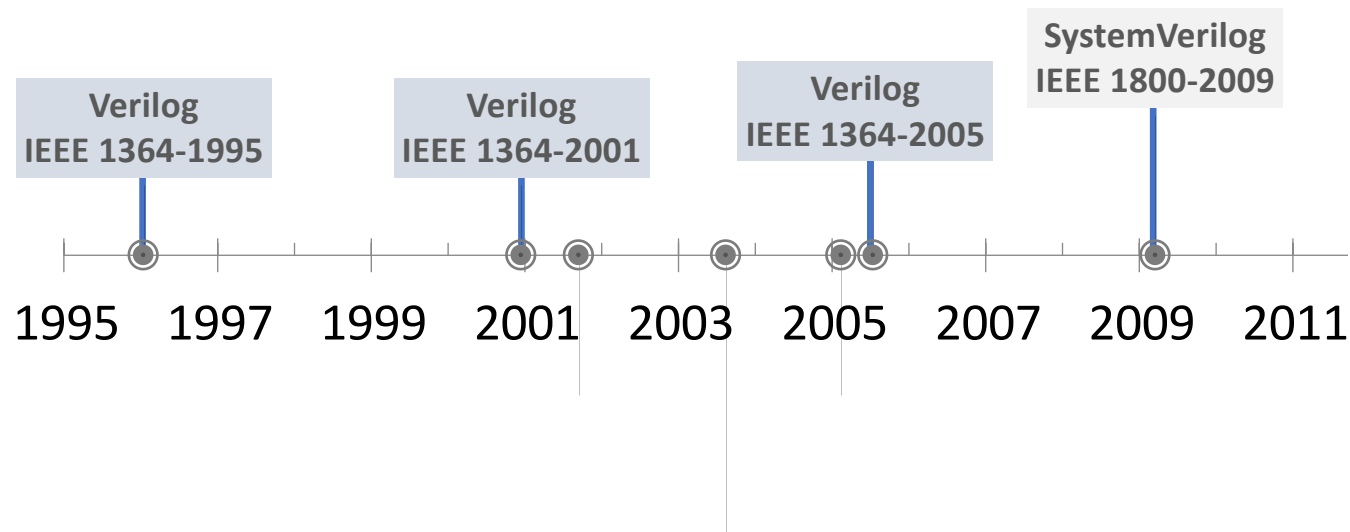 SystemVerilog
IEEE 1800-2009
Verilog
IEEE 1364-1995
Verilog
IEEE 1364-2001
Verilog
IEEE 1364-2005
1995 1997 1999 2001 2003 2005 2007 2009 2011